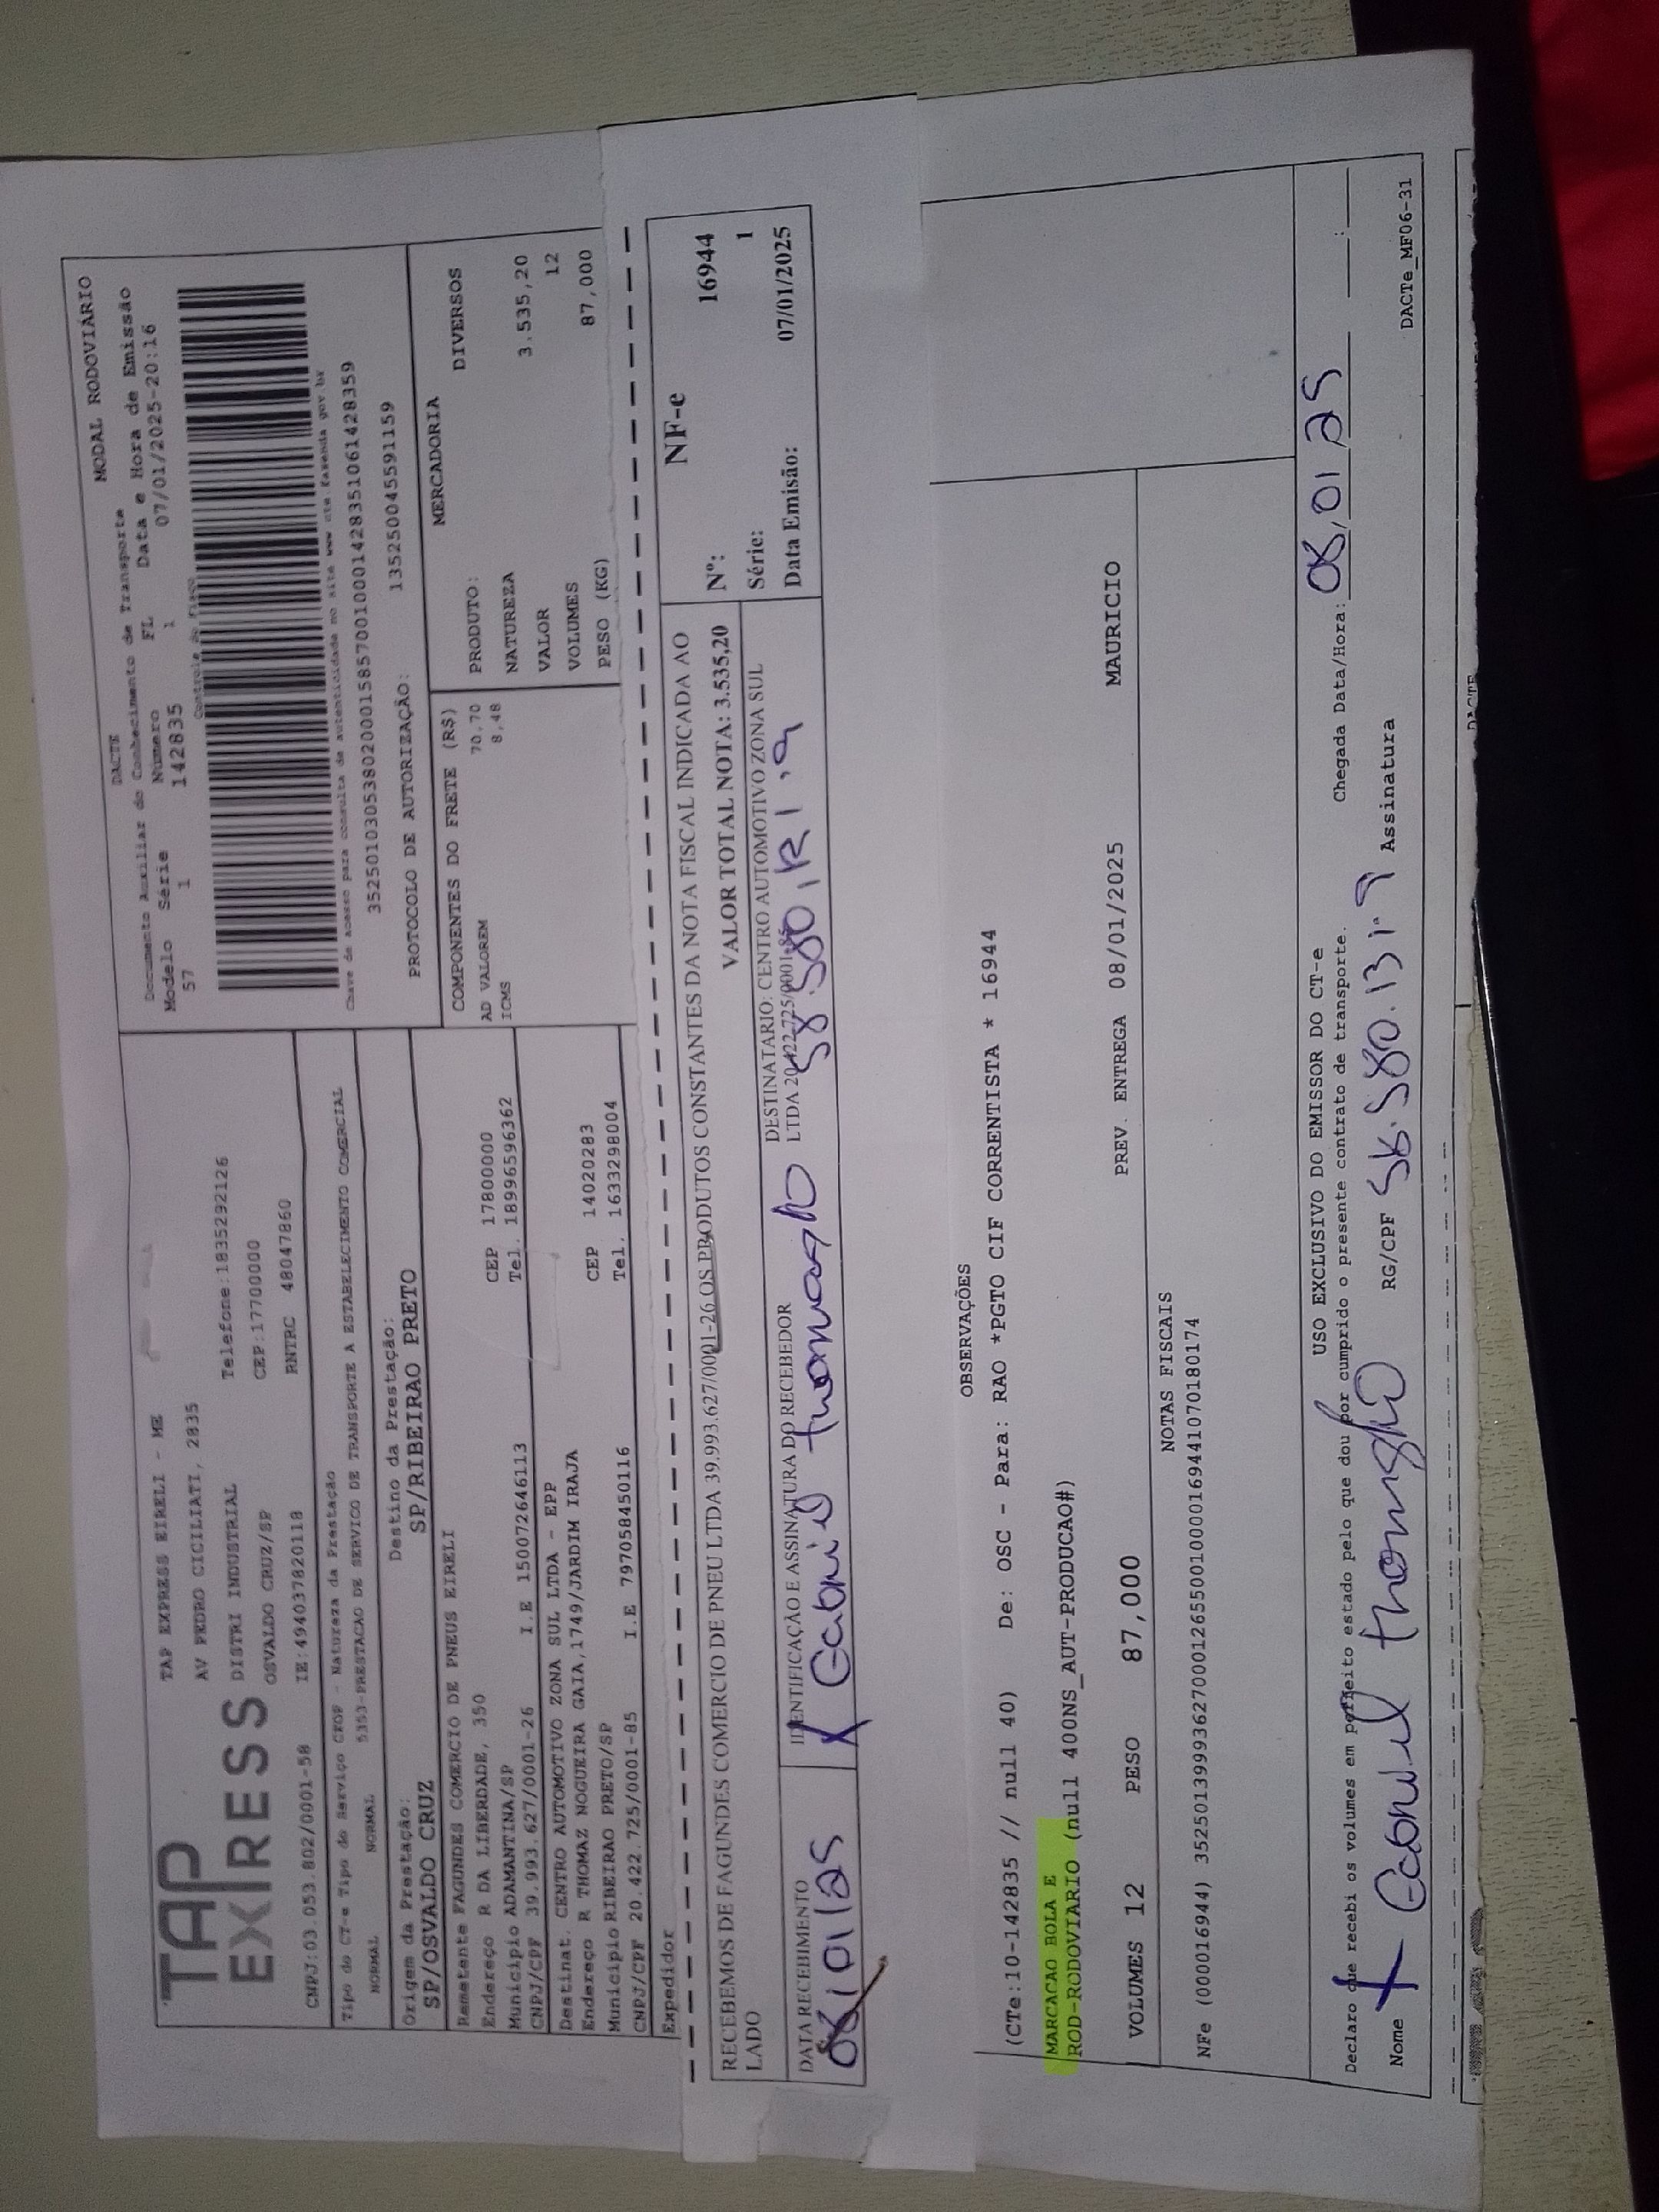 TAP
EXPRESS
TAP EXPRESS EIRELI - ME
AV PEDRO CICILIATI, 2835
DISTRI INDUSTRIAL Telefone:1835292126
OSVALDO CRUZ/SP CEP:17700000
CNPJ:03.053.802/0001-58 IE:494037820118 RNTRC 48047860
Tipo do CT-e Tipo do Serviço CFOP - Natureza da Prestação
NORMAL NORMAL 5353-PRESTACAO DE SERVICO DE TRANSPORTE A ESTABELECIMENTO COMERCIAL
Origem da Prestação: Destino da Prestação:
SP/OSVALDO CRUZ SP/RIBEIRAO PRETO
Remetente FAGUNDES COMERCIO DE PNEUS EIRELI
Endereço R DA LIBERDADE, 350
Município ADAMANTINA/SP CEP 17800000
CNPJ/CPF 39.993.627/0001-26 I.E 150072646113 Tel. 18996596362
Destinat. CENTRO AUTOMOTIVO ZONA SUL LTDA - EPP
Endereço R THOMAZ NOGUEIRA GAIA,1749/JARDIM IRAJA
Município RIBEIRAO PRETO/SP CEP 14020283
CNPJ/CPF 20.422.725/0001-85 I.E 797058450116 Tel. 1633298004
Expedidor
DACTE MODAL RODOVIÁRIO
Documento Auxiliar do Conhecimento de Transporte
Modelo Série Número FL Data e Hora de Emissão
57 1 142835 1 07/01/2025-20:16
Controle do Fisco
Chave de acesso para consulta de autenticidade no site www cte fazenda gov br
35250103053802000158570010001428351061428359
PROTOCOLO DE AUTORIZAÇÃO: 135250045591159
COMPONENTES DO FRETE (R$)
AD VALOREM 70,70
ICMS 8,48
MERCADORIA
PRODUTO: DIVERSOS
NATUREZA
VALOR 3.535,20
VOLUMES 12
PESO (KG) 87,000
RECEBEMOS DE FAGUNDES COMERCIO DE PNEU LTDA 39.993.627/0001-26 OS PRODUTOS CONSTANTES DA NOTA FISCAL INDICADA AO
LADO VALOR TOTAL NOTA: 3.535,20
DATA RECEBIMENTO IDENTIFICAÇÃO E ASSINATURA DO RECEBEDOR DESTINATARIO: CENTRO AUTOMOTIVO ZONA SUL
LTDA 20.422.725/0001-85
08/01/25 X Gabriel
NF-e
Nº: 16944
Série: 1
Data Emissão: 07/01/2025
OBSERVAÇÕES
(CTe:10-142835 // null 40) De: OSC - Para: RAO *PGTO CIF CORRENTISTA * 16944
MARCACAO BOLA E
ROD-RODOVIARIO (null 400NS_AUT-PRODUCAO#)
VOLUMES 12 PESO 87,000 PREV. ENTREGA 08/01/2025 MAURICIO
NOTAS FISCAIS
NFe (000016944) 35250139993627000126550010000169441070180174
USO EXCLUSIVO DO EMISSOR DO CT-e
Declaro que recebi os volumes em perfeito estado pelo que dou por cumprido o presente contrato de transporte. Chegada Data/Hora: 08/01/25
Nome X RG/CPF 58.580.131-9 Assinatura
DACTe_MF06-31
DACTE